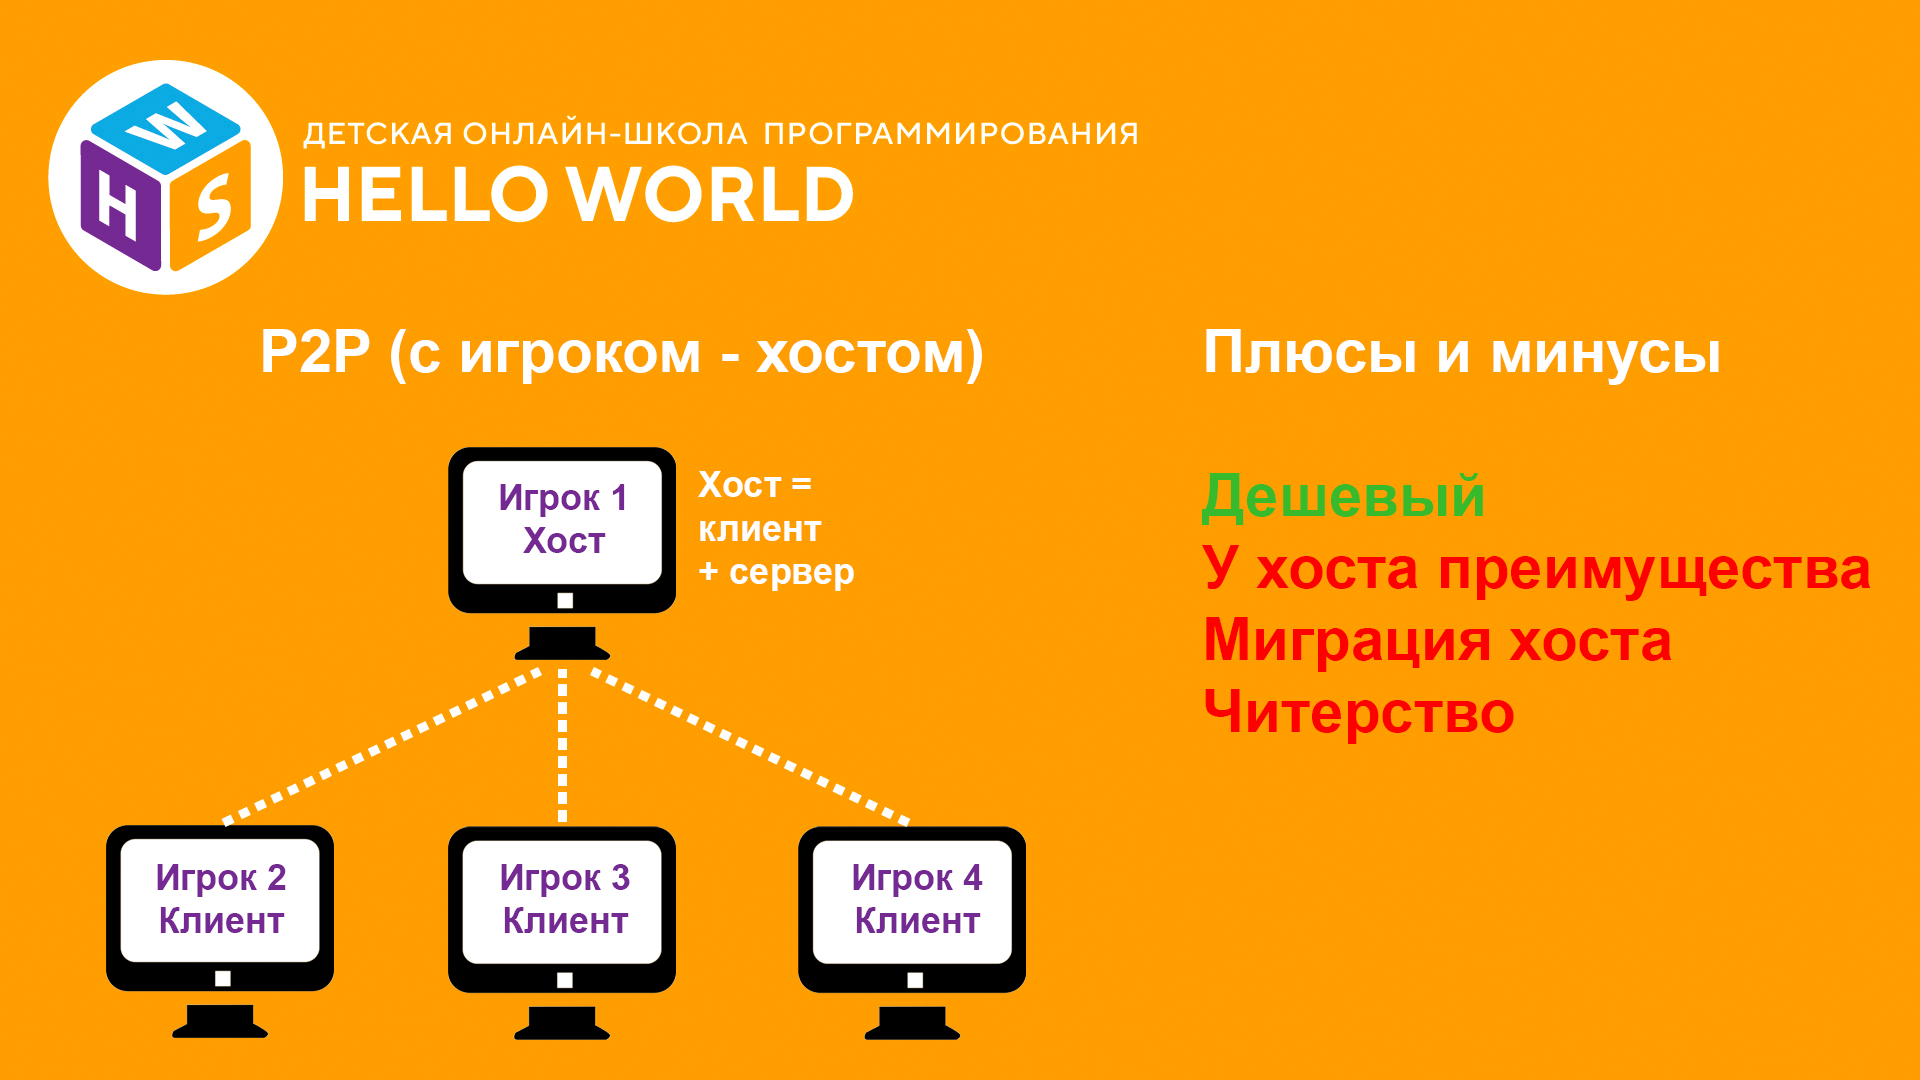 W
H
S
ДЕТСКАЯ ОНЛАЙН-ШКОЛА ПРОГРАММИРОВАНИЯ
HELLO WORLD
P2P (с игроком - хостом)
Игрок 1
Хост
Хост =
клиент
+ сервер
Игрок 2
Клиент
Игрок 3
Клиент
Игрок 4
Клиент
Плюсы и минусы
Дешевый
У хоста преимущества
Миграция хоста
Читерство